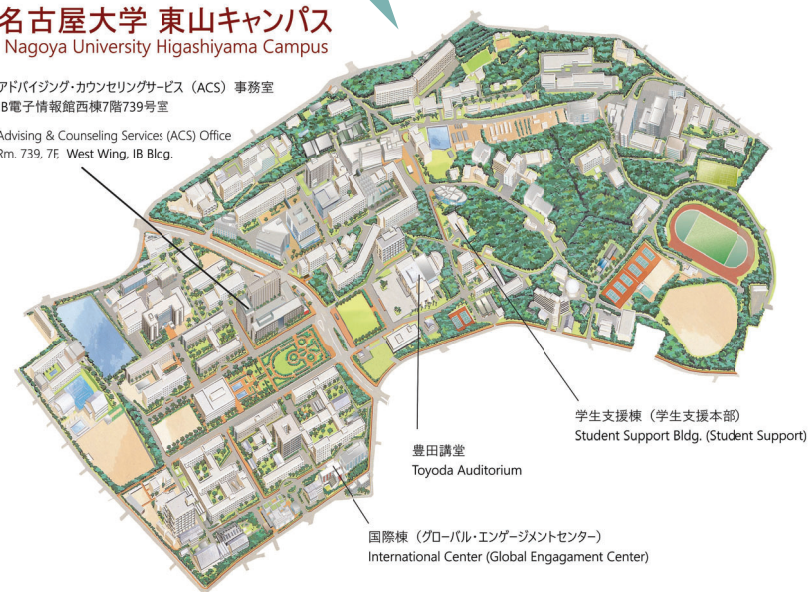 名古屋大学 東山キャンパス
Nagoya University Higashiyama Campus
アドバイジング・カウンセリングサービス（ACS）事務室
IB電子情報館西棟7階739号室
Advising & Counseling Services (ACS) Office
Rm. 739, 7F, West Wing, IB Blcg.
学生支援棟（学生支援本部）
Student Support Bldg. (Student Support)
豊田講堂
Toyoda Auditorium
国際棟（グローバル・エンゲージメントセンター）
International Center (Global Engagament Center)